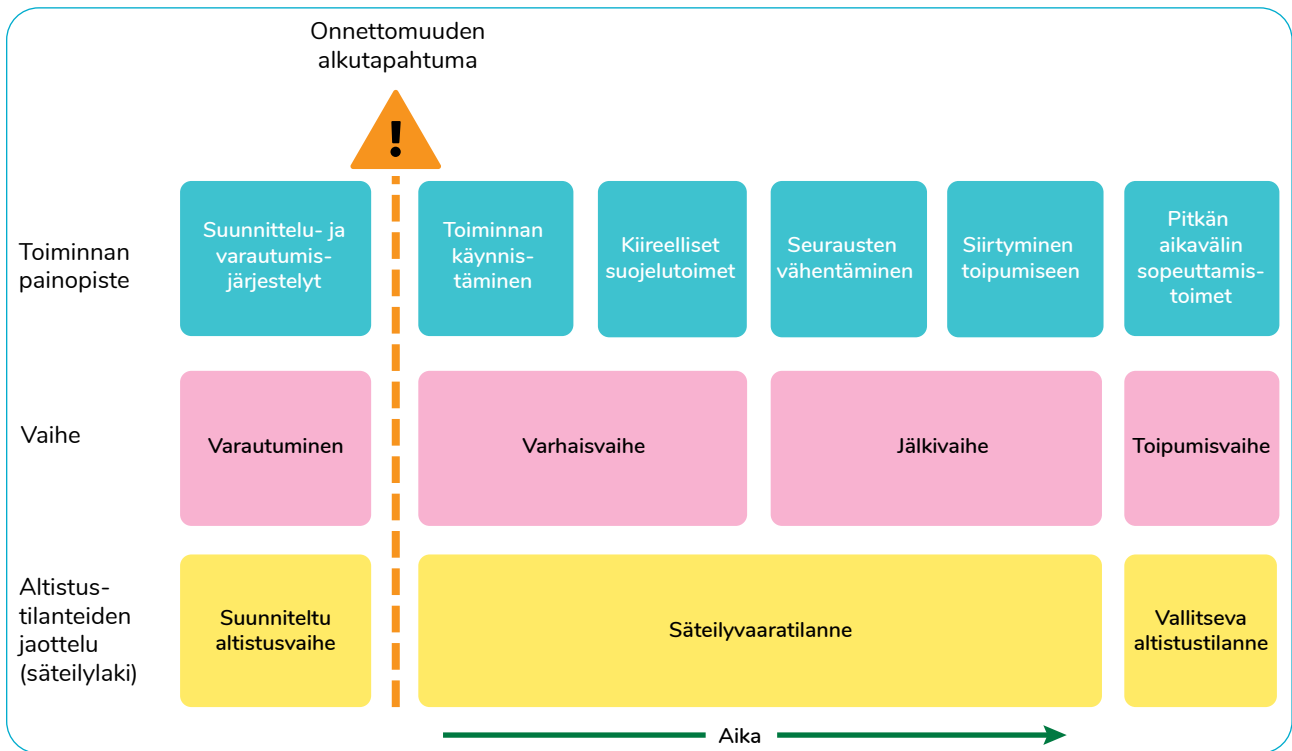 Onnettomuuden
alkutapahtuma
!
Toiminnan
painopiste
Suunnittelu- ja
varautumis-
järjestelyt
Toiminnan
käynnis-
täminen
Kiireelliset
suojelutoimet
Seurausten
vähentäminen
Siirtyminen
toipumiseen
Pitkän
aikavälin
sopeuttamis-
toimet
Vaihe
Varautuminen
Varhaisvaihe
Jälkivaihe
Toipumisvaihe
Altistus-
tilanteiden
jaottelu
(säteilylaki)
Suunniteltu
altistusvaihe
Säteilyvaaratilanne
Vallitseva
altistustilanne
Aika